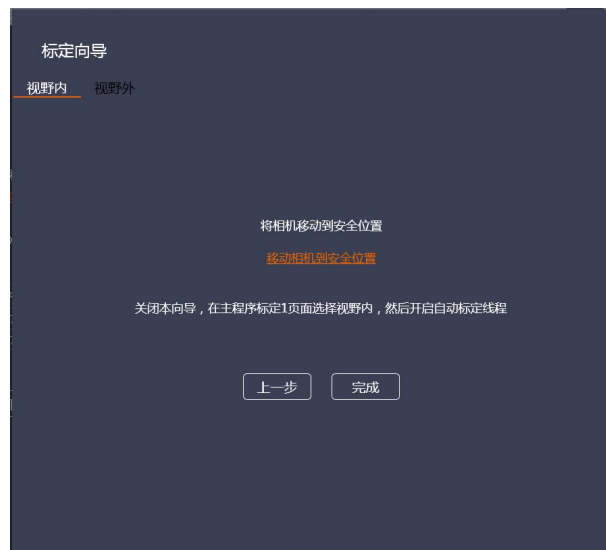 标定向导
视野内 视野外
将相机移动到安全位置
移动相机到安全位置
关闭本向导，在主程序标定1页面选择视野内，然后开启自动标定线程
上一步 完成